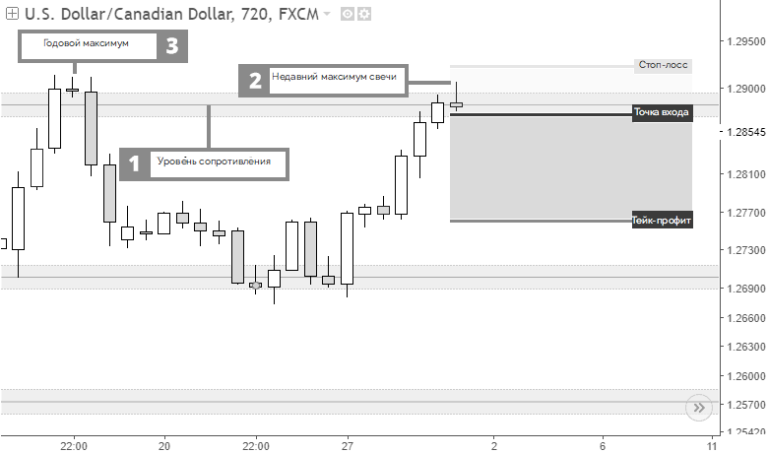 U.S. Dollar/Canadian Dollar, 720, FXCM
Годовой максимум 3
2 Недавний максимум свечи
1 Уровень сопротивления
Стоп-лосс
Точка входа
Тейк-профит
1.29500
1.29000
1.28545
1.28100
1.27700
1.27300
1.26900
1.26600
1.26300
1.26000
1.25700
1.25420
22:00 20 22:00 27 2 6 11